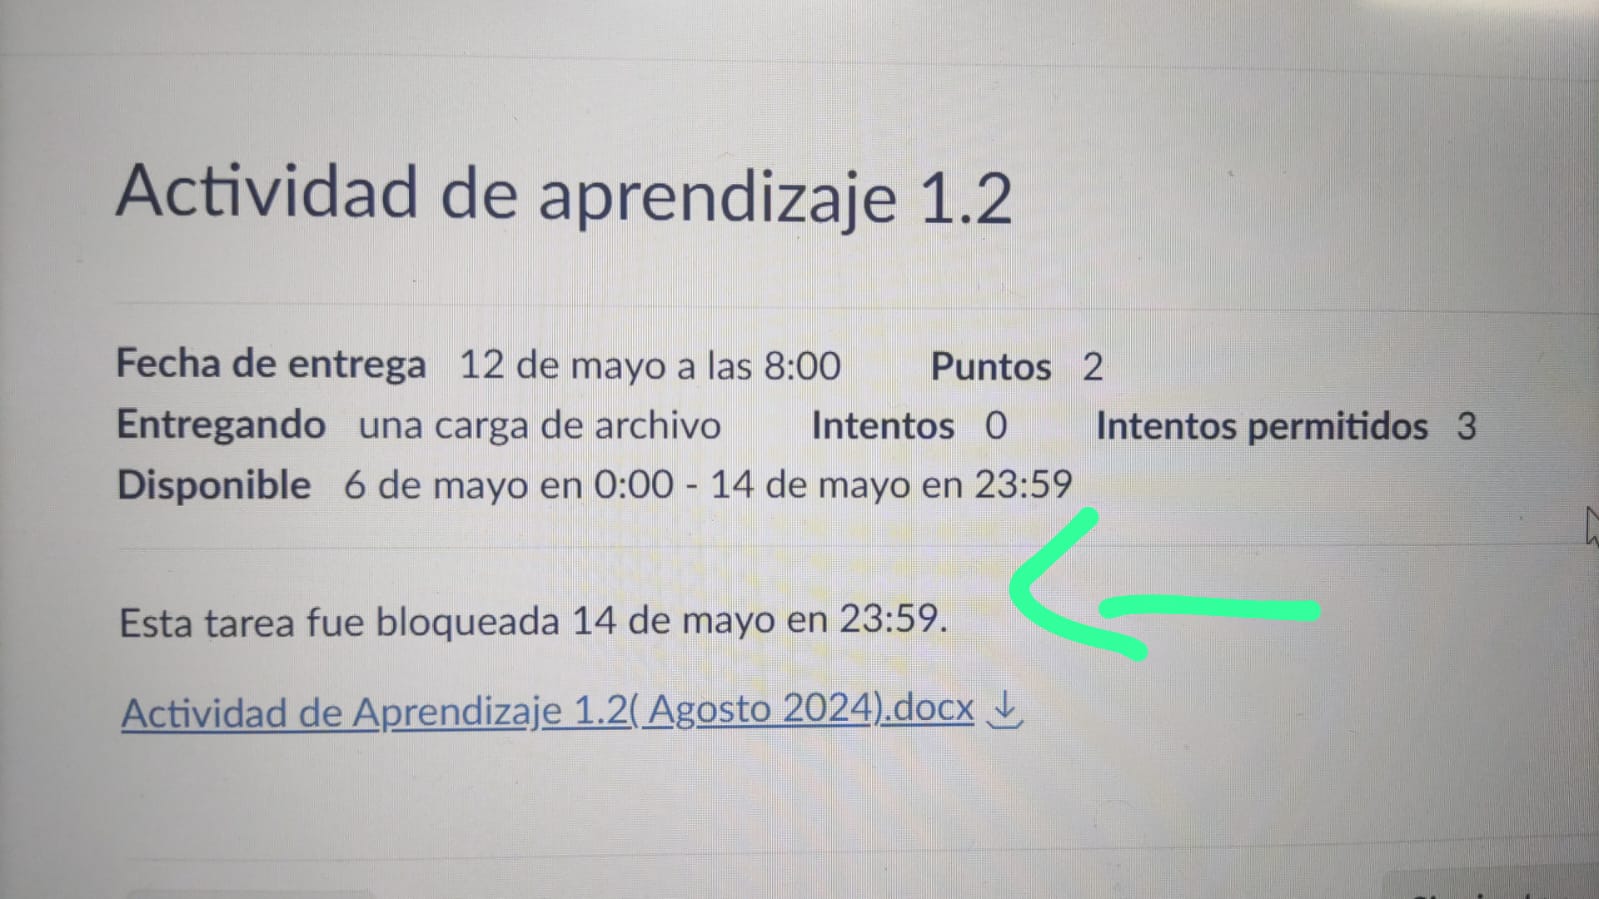 Actividad de aprendizaje 1.2
Fecha de entrega 12 de mayo a las 8:00 Puntos 2
Entregando una carga de archivo Intentos 0 Intentos permitidos 3
Disponible 6 de mayo en 0:00 - 14 de mayo en 23:59
Esta tarea fue bloqueada 14 de mayo en 23:59.
Actividad de Aprendizaje 1.2( Agosto 2024).docx